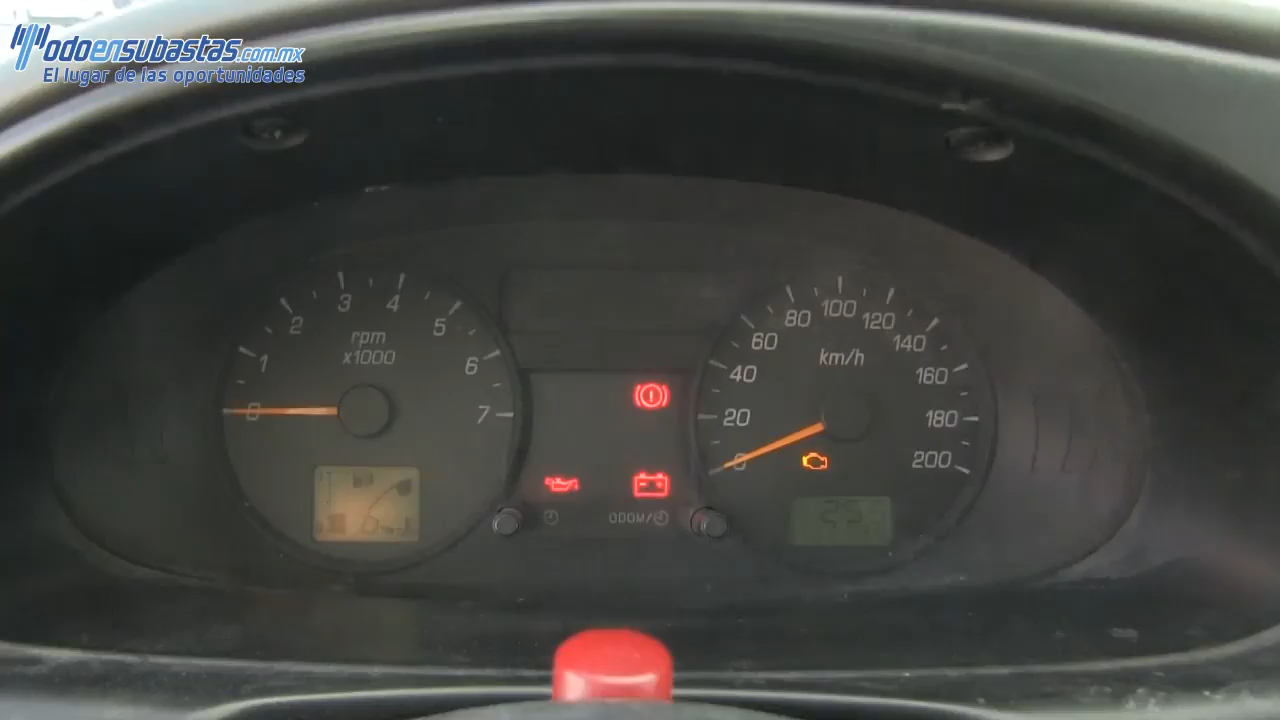 Todoensubastas.com.mx
El lugar de las oportunidades
0 1 2 3 4 5 6 7
rpm
x1000
0 20 40 60 80 100 120 140 160 180 200
km/h
ODOM/